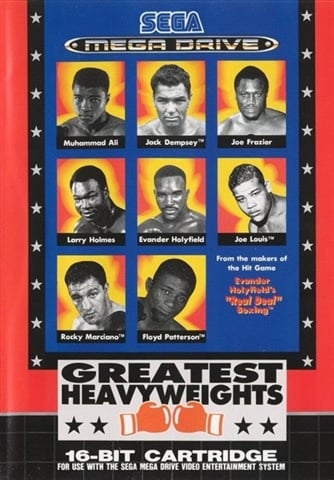 SEGA
MEGA DRIVE
Muhammad Ali
Jack Dempsey™
Joe Frazier
Larry Holmes
Evander Holyfield
Joe Louis™
From the makers of
the Hit Game
Evander
Holyfield's
"Real Deal"
Boxing™
Rocky Marciano™
Floyd Patterson™
GREATEST
HEAVYWEIGHTS
16-BIT CARTRIDGE
FOR USE WITH THE SEGA MEGA DRIVE VIDEO ENTERTAINMENT SYSTEM